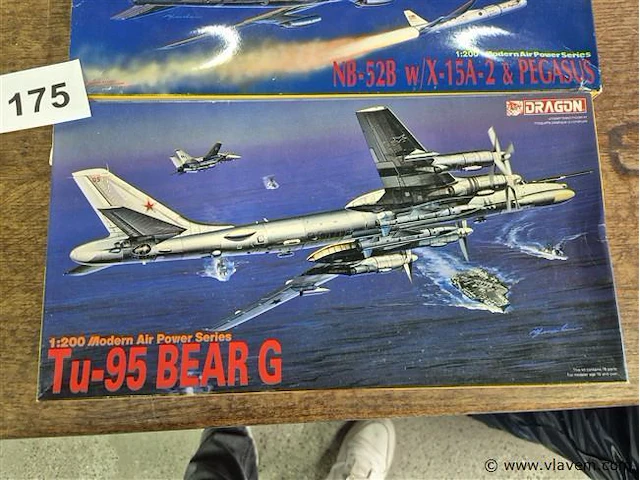 1:200 Modern Air Power Series
NB-52B w/X-15A-2 & PEGASUS
175
DRAGON
1:200 Modern Air Power Series
Tu-95 BEAR G
© www.vlavem.com